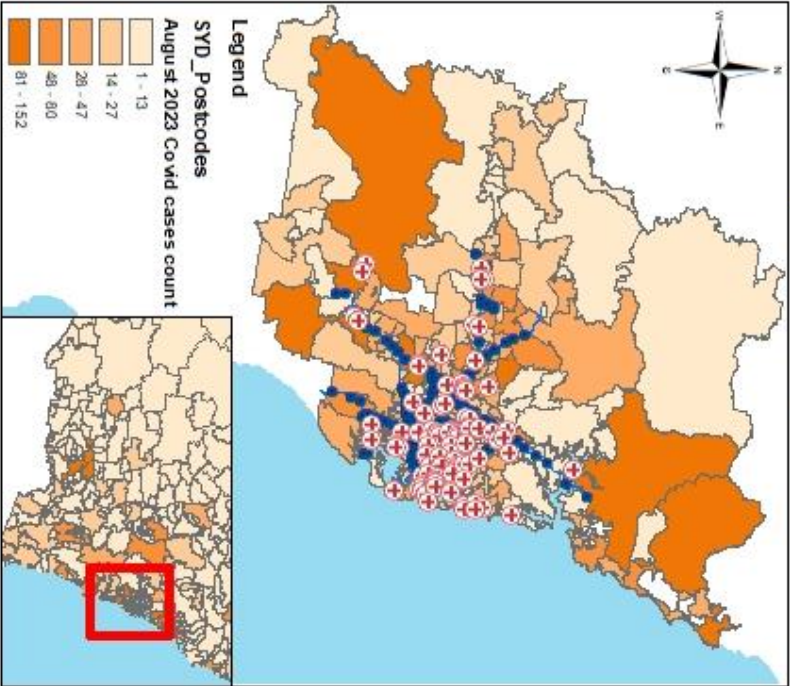 N
W E
S
Legend
SYD_Postcodes
August 2023 Covid cases count
1 - 13
14 - 27
28 - 47
48 - 80
81 - 152